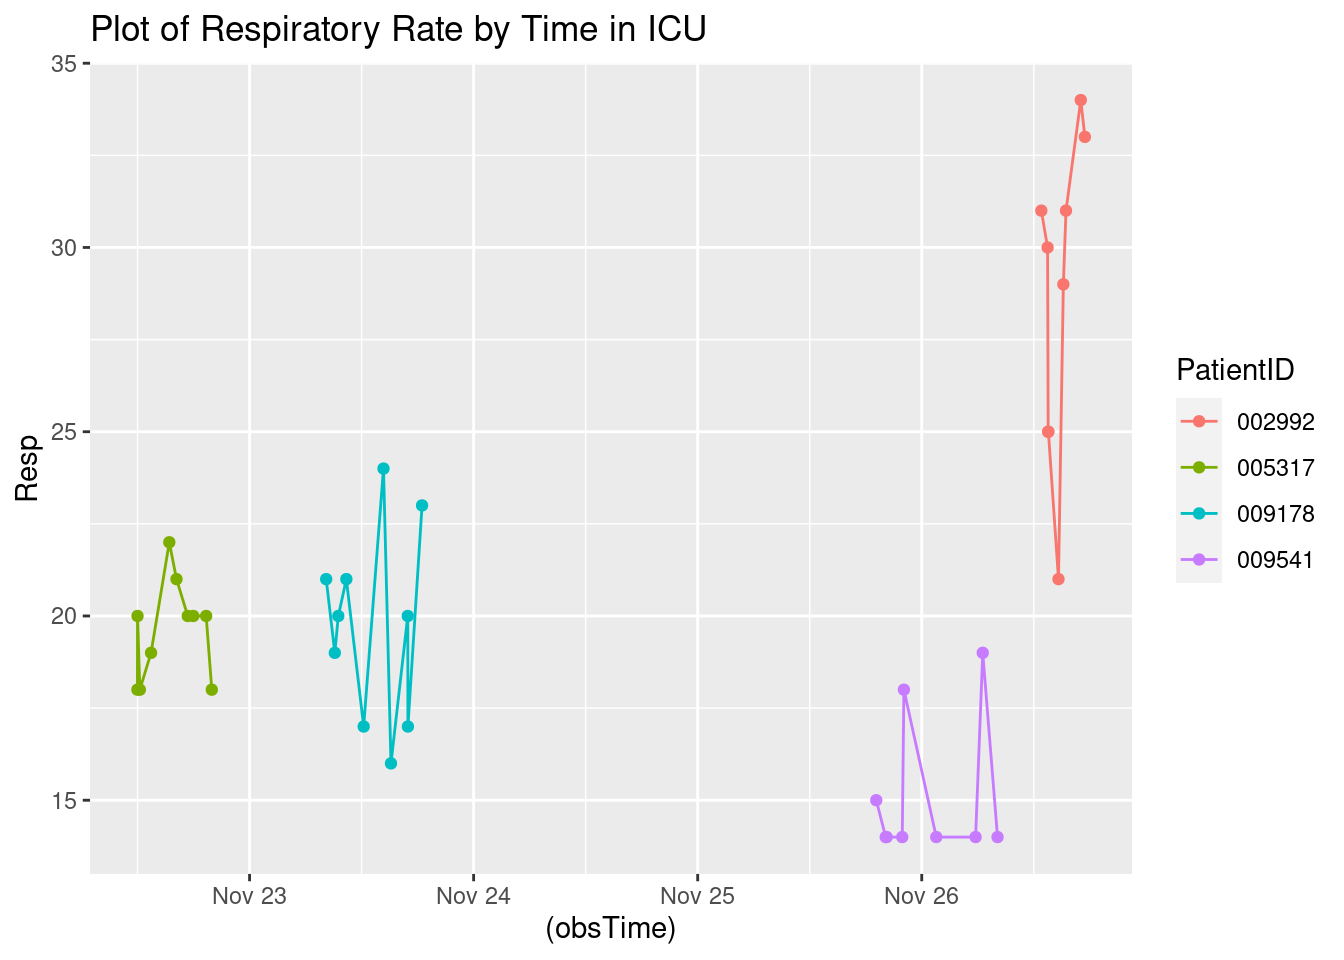 Plot of Respiratory Rate by Time in ICU
35
30
25
20
15
Resp
Nov 23 Nov 24 Nov 25 Nov 26
(obsTime)
PatientID
002992
005317
009178
009541